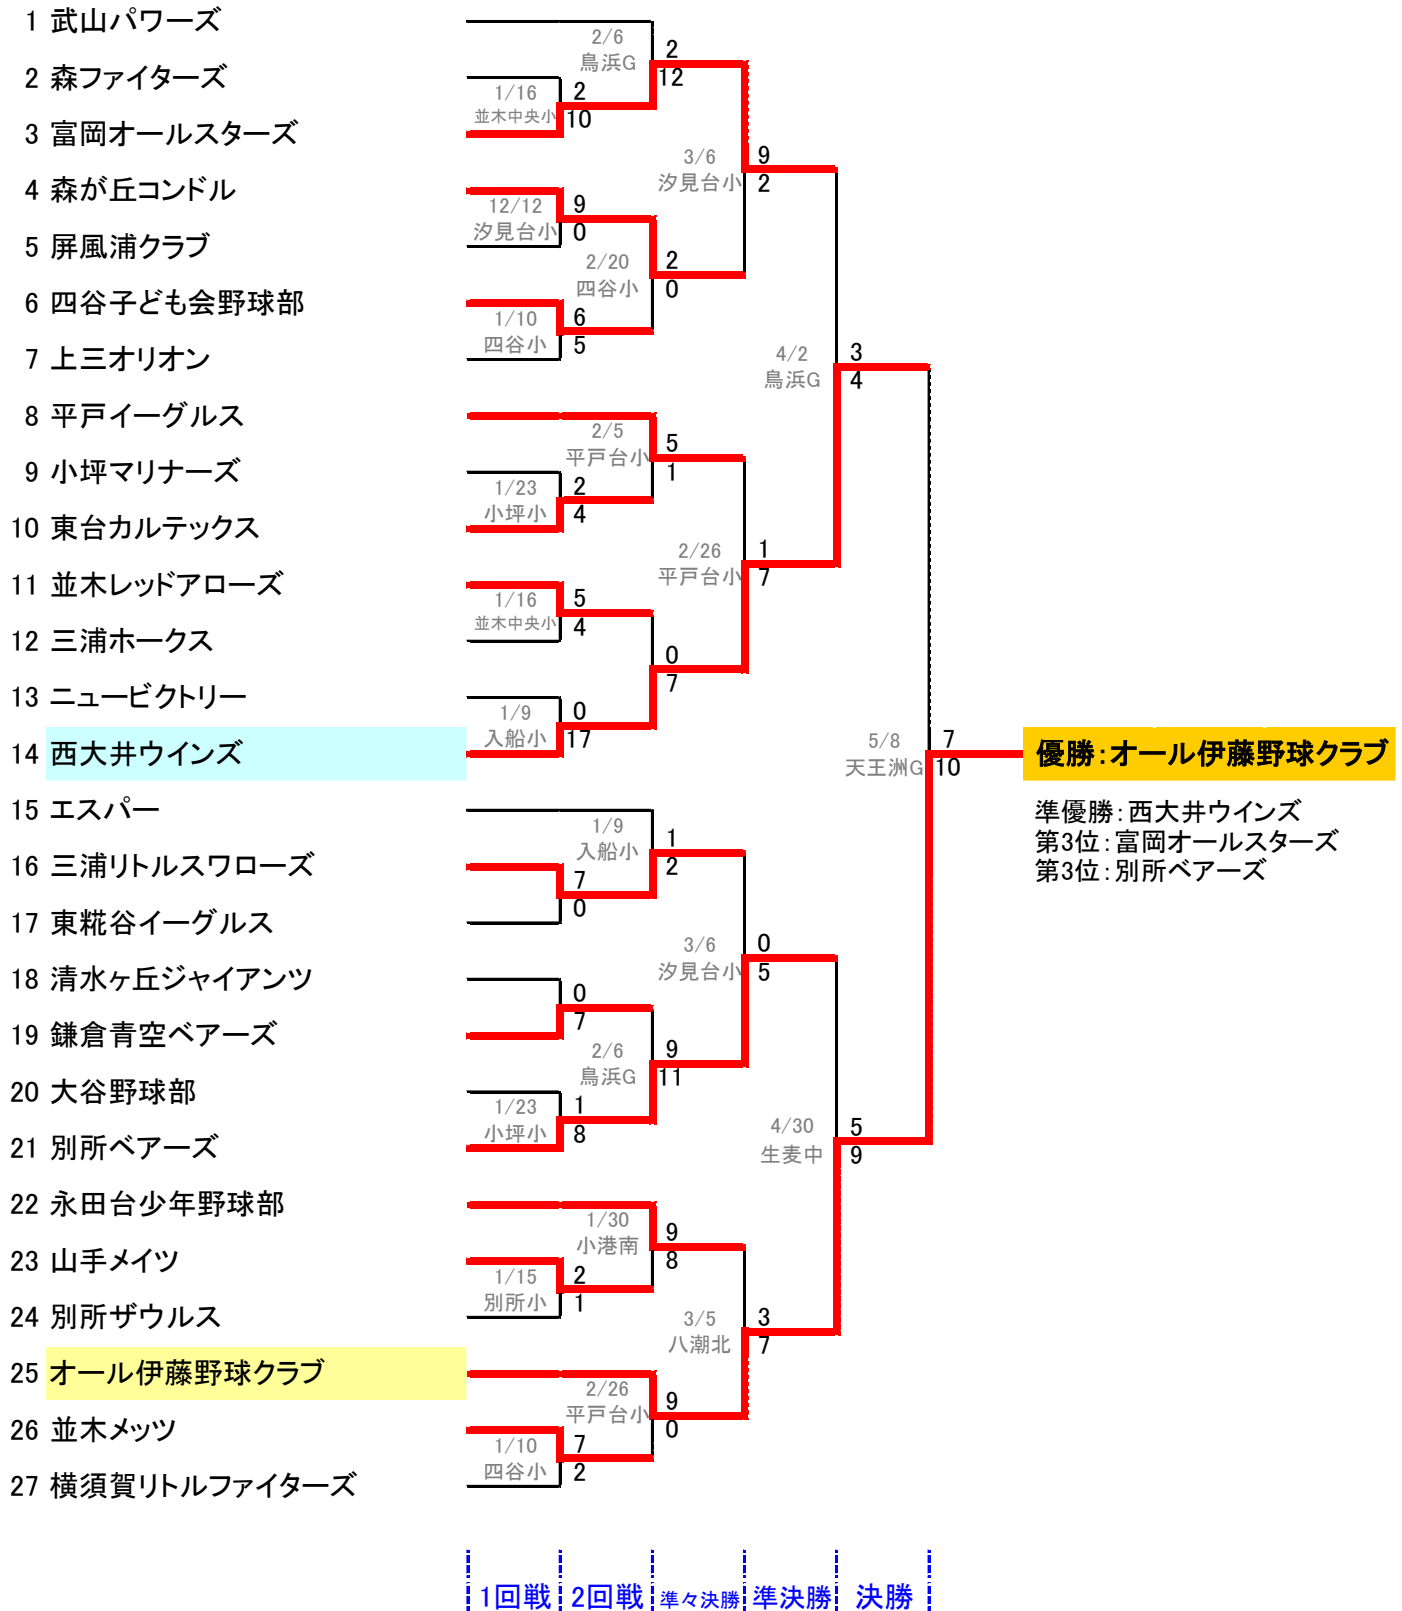 1 武山パワーズ
2 森ファイターズ
3 富岡オールスターズ
4 森が丘コンドル
5 屏風浦クラブ
6 四谷子ども会野球部
7 上三オリオン
8 平戸イーグルス
9 小坪マリナーズ
10 東台カルテックス
11 並木レッドアローズ
12 三浦ホークス
13 ニュービクトリー
14 西大井ウインズ
15 エスパー
16 三浦リトルスワローズ
17 東糀谷イーグルス
18 清水ヶ丘ジャイアンツ
19 鎌倉青空ベアーズ
20 大谷野球部
21 別所ベアーズ
22 永田台少年野球部
23 山手メイツ
24 別所ザウルス
25 オール伊藤野球クラブ
26 並木メッツ
27 横須賀リトルファイターズ
1/16
並木中央小
2
10
12/12
汐見台小
9
0
1/10
四谷小
6
5
1/23
小坪小
2
4
1/16
並木中央小
5
4
1/9
入船小
0
17
7
0
0
7
1/23
小坪小
1
8
1/15
別所小
2
1
1/10
四谷小
7
2
2/6
鳥浜G
2
12
2/20
四谷小
2
0
2/5
平戸台小
5
1
0
7
1/9
入船小
1
2
2/6
鳥浜G
9
11
1/30
小港南
9
8
2/26
平戸台小
9
0
3/6
汐見台小
9
2
2/26
平戸台小
1
7
3/6
汐見台小
0
5
3/5
八潮北
3
7
4/2
鳥浜G
3
4
4/30
生麦中
5
9
5/8
天王洲G
7
10
優勝：オール伊藤野球クラブ
準優勝：西大井ウインズ
第3位：富岡オールスターズ
第3位：別所ベアーズ
1回戦 2回戦 準々決勝 準決勝 決勝